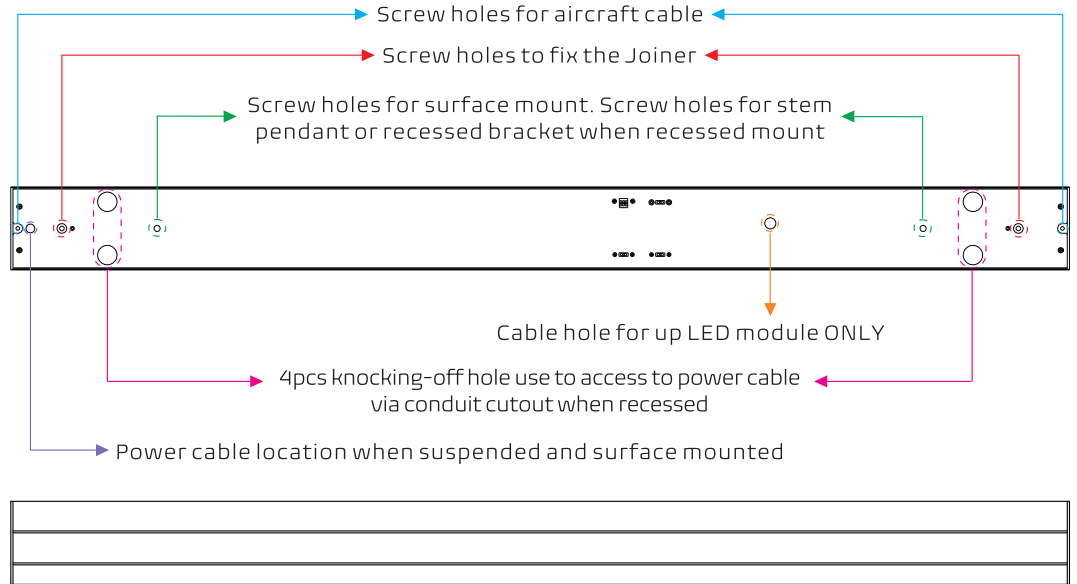 Screw holes for aircraft cable
Screw holes to fix the Joiner
Screw holes for surface mount. Screw holes for stem
pendant or recessed bracket when recessed mount
Cable hole for up LED module ONLY
4pcs knocking-off hole use to access to power cable
via conduit cutout when recessed
Power cable location when suspended and surface mounted